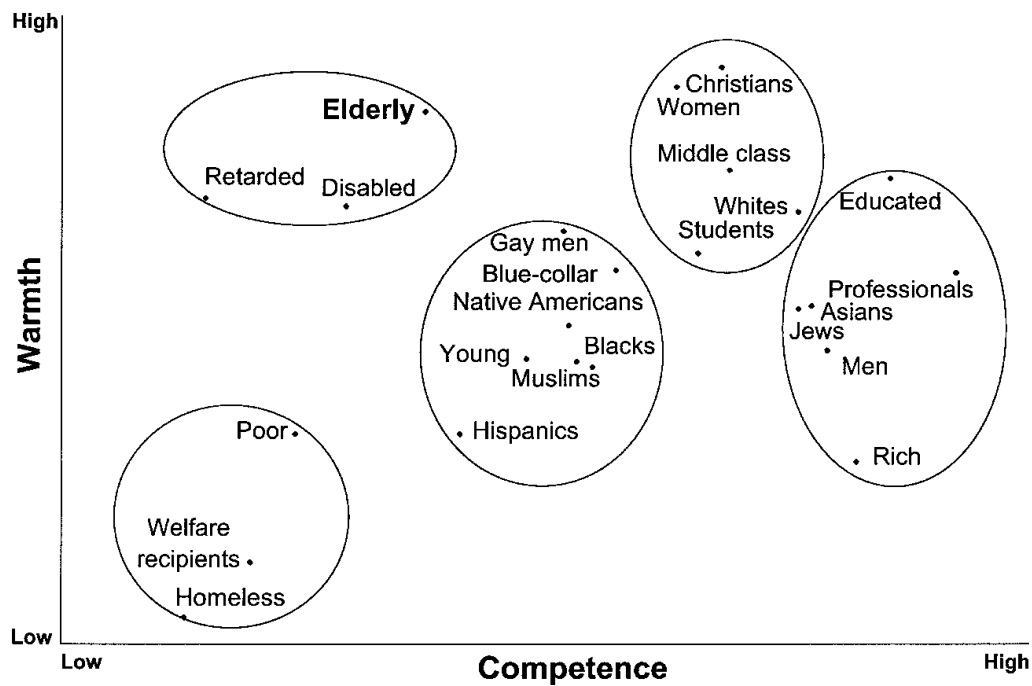 High
Christians
Women
Elderly
Middle class
Retarded
Disabled
Whites
Educated
Students
Gay men
Blue-collar
Native Americans
Professionals
Asians
Jews
Warmth
Young
Blacks
Muslims
Men
Hispanics
Poor
Rich
Welfare
recipients
Homeless
Low
Low
Competence
High